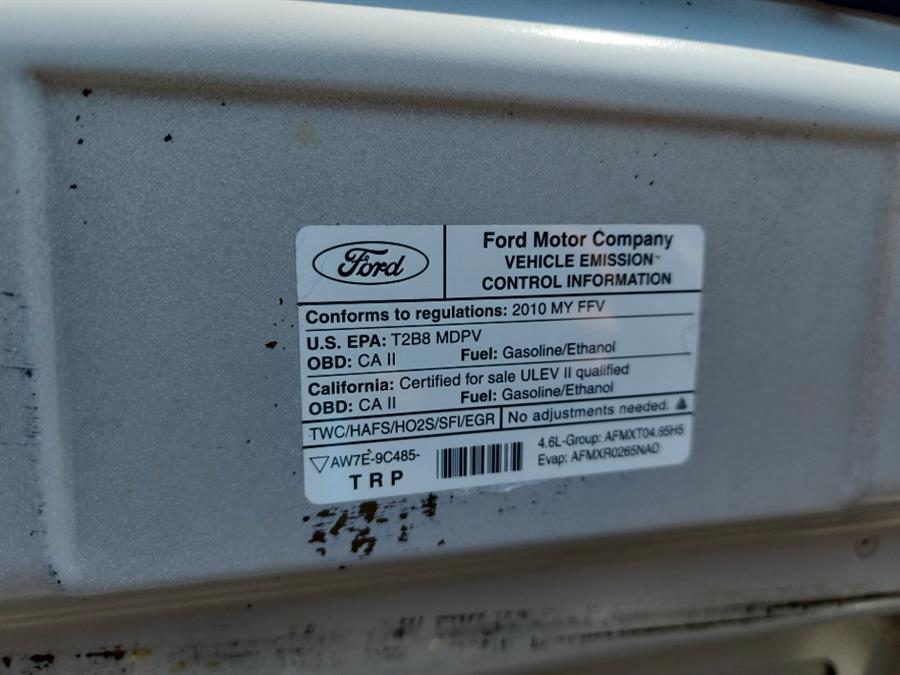 Ford
Ford Motor Company
VEHICLE EMISSION
CONTROL INFORMATION
Conforms to regulations: 2010 MY FFV
U.S. EPA: T2B8 MDPV
OBD: CA II Fuel: Gasoline/Ethanol
California: Certified for sale ULEV II qualified
OBD: CA II Fuel: Gasoline/Ethanol
TWC/HAFS/HO2S/SFI/EGR No adjustments needed.
AW7E-9C485- 4.6L-Group: AFMXT04.65H5
TRP Evap: AFMXR0265NAD